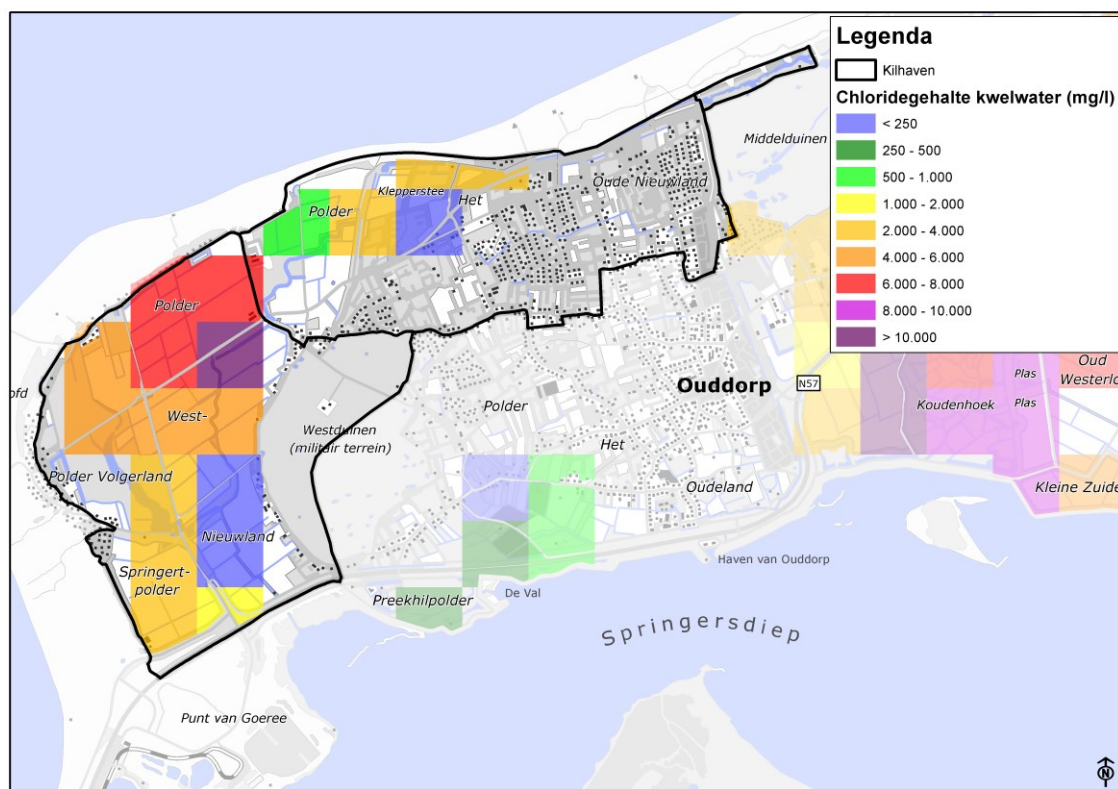 Legenda
Kilhaven
Chloridegehalte kwelwater (mg/l)
< 250
250 - 500
500 - 1.000
1.000 - 2.000
2.000 - 4.000
4.000 - 6.000
6.000 - 8.000
8.000 - 10.000
> 10.000
Middelduinen
Oude Nieuwland
Klepperstee
Het
Polder
Polder
West-
Westduinen
(militair terrein)
Polder
Ouddorp
N57
Het
Oudeland
Koudenhoek
Plas
Plas
Oud
Westerlo
Kleine Zuide
ofd
Polder Volgerland
Nieuwland
Springert-
polder
Preekhilpolder
De Val
Haven van Ouddorp
Springersdiep
Punt van Goeree
N